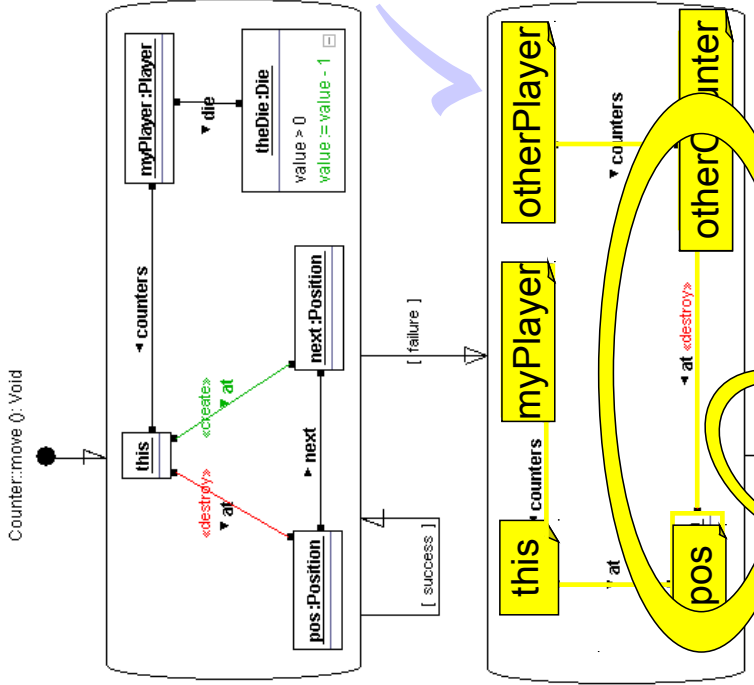 Counter::move (): Void
this
◄ counters
myPlayer :Player
▼ die
theDie :Die
value > 0
value := value - 1
«destroy»
▼ at
«create»
▼ at
pos :Position
► next
next :Position
[ success ]
[ failure ]
this
counters
myPlayer
otherPlayer
▼ counters
at
pos
◄ at «destroy»